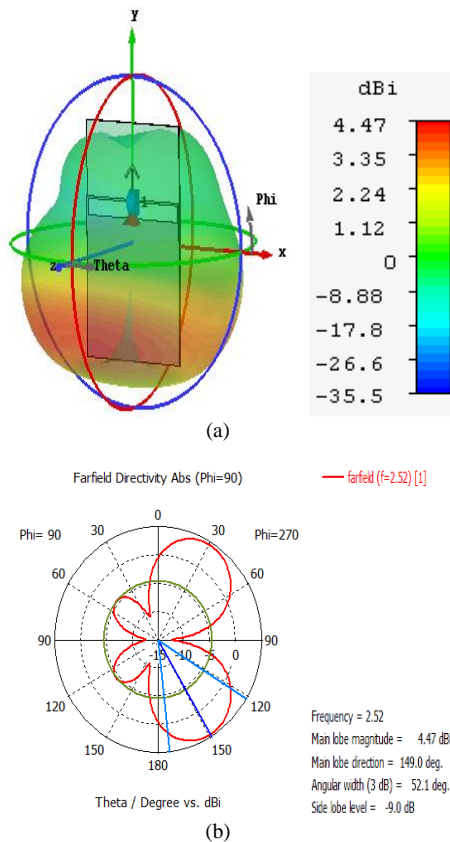 y
dBi
4.47
3.35
2.24
1.12
0
-8.88
-17.8
-26.6
-35.5
Phi
1
x
z
Theta
(a)
Farfield Directivity Abs (Phi=90)
farfield (f=2.52) [1]
0
Phi= 90 30 30 Phi=270
60 60
90 -15 -10 -5 0 90
120 120
150 150
180
Theta / Degree vs. dBi
Frequency = 2.52
Main lobe magnitude = 4.47 dBi
Main lobe direction = 149.0 deg.
Angular width (3 dB) = 52.1 deg.
Side lobe level = -9.0 dB
(b)